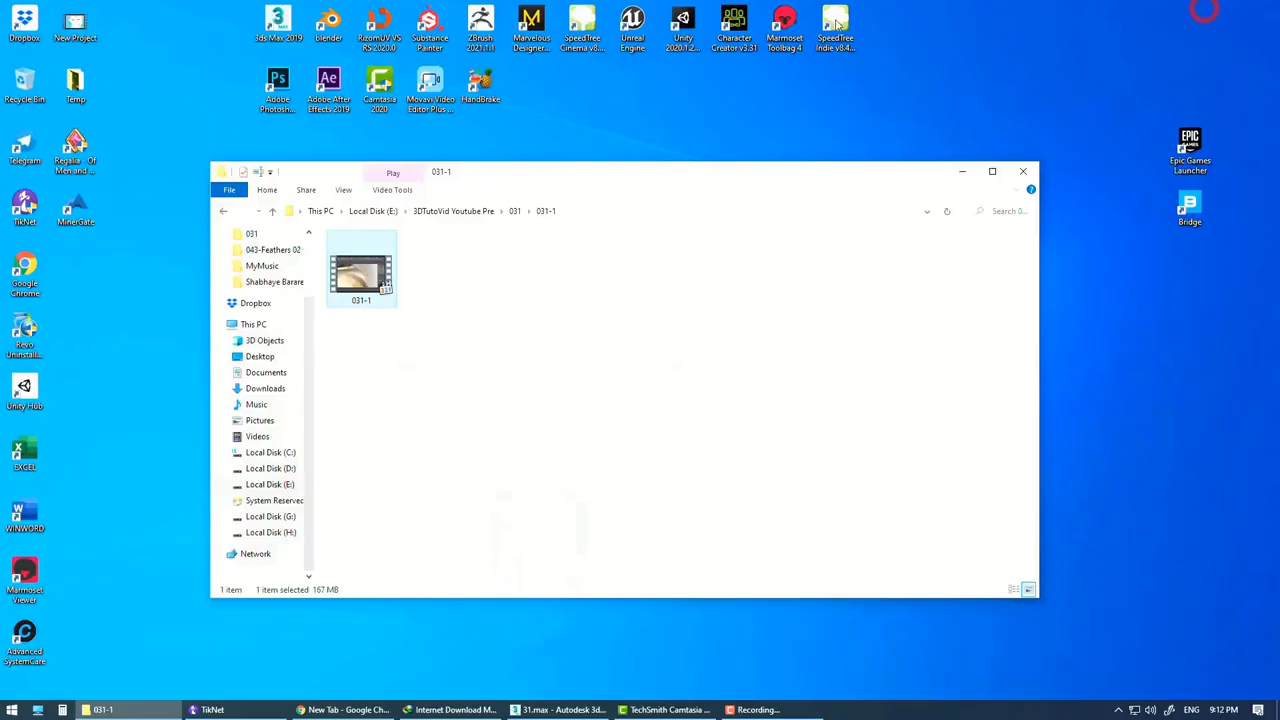 Dropbox
New Project
3ds Max 2019
blender
RizomUV VS
RS 2020.0
Substance
Painter
ZBrush
2021.1.1
Marvelous
Designer...
SpeedTree
Cinema v8....
Unreal
Engine
Unity
2020.1.2...
Character
Creator v3.31
Marmoset
Toolbag 4
SpeedTree
Indie v8.4...
Recycle Bin
Temp
Adobe
Photosh...
Adobe After
Effects 2019
Camtasia
2020
Movavi Video
Editor Plus ...
HandBrake
Telegram
Regalia - Of
Men and ...
TikNet
MinerGate
Google
Chrome
Revo
Uninstall...
Unity Hub
EXCEL
WINWORD
Marmoset
Viewer
Advanced
SystemCare
EPIC
GAMES
Epic Games
Launcher
Bridge
Play
031-1
File
Home
Share
View
Video Tools
This PC
Local Disk (E:)
3DTutoVid Youtube Pre
031
031-1
Search 0...
031
043-Feathers 02
MyMusic
Shabhaye Barare
Dropbox
This PC
3D Objects
Desktop
Documents
Downloads
Music
Pictures
Videos
Local Disk (C:)
Local Disk (D:)
Local Disk (E:)
System Reserved
Local Disk (G:)
Local Disk (H:)
Network
031-1
1 item
1 item selected 167 MB
031-1
TikNet
New Tab - Google Ch...
Internet Download M...
31.max - Autodesk 3d...
TechSmith Camtasia ...
Recording...
ENG
9:12 PM